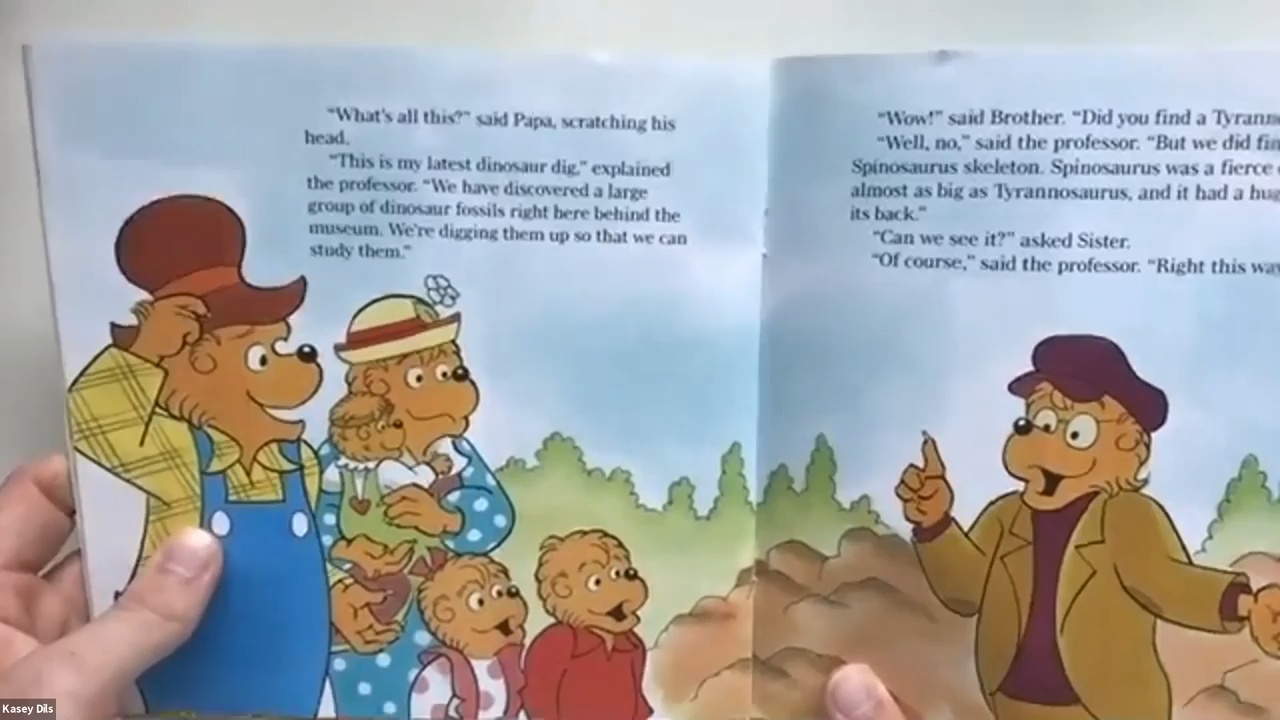 "What's all this?" said Papa, scratching his
head.
"This is my latest dinosaur dig," explained
the professor. "We have discovered a large
group of dinosaur fossils right here behind the
museum. We're digging them up so that we can
study them."
"Wow!" said Brother. "Did you find a
"Well, no," said the professor. "But we did
Spinosaurus skeleton. Spinosaurus was a fierce
almost as big as Tyrannosaurus, and it had a
its back."
"Can we see it?" asked Sister.
"Of course," said the professor. "Right this
Kasey Dils